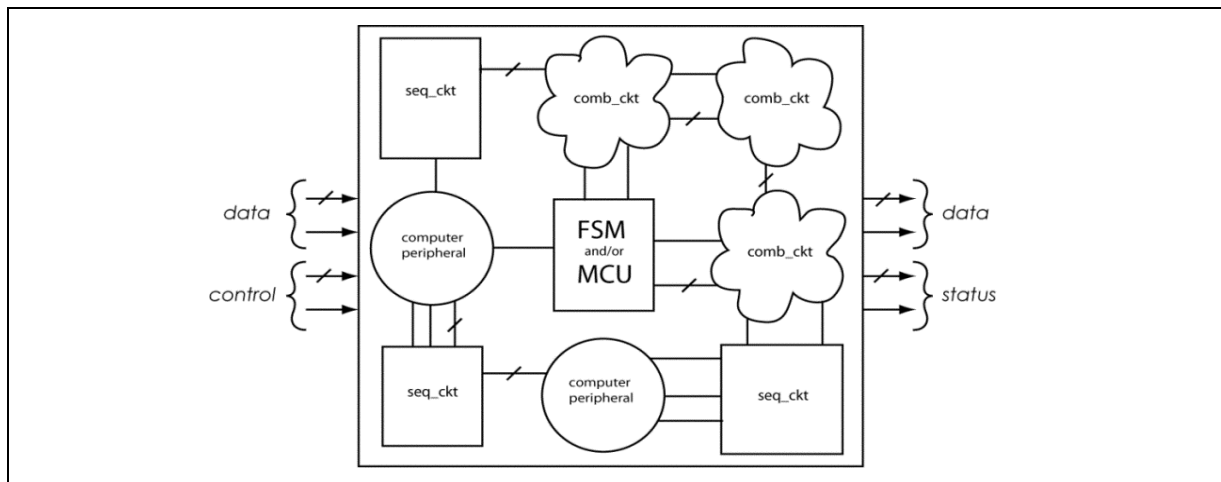 seq_ckt
comb_ckt
comb_ckt
data
control
computer
peripheral
FSM
and/or
MCU
comb_ckt
data
status
seq_ckt
computer
peripheral
seq_ckt